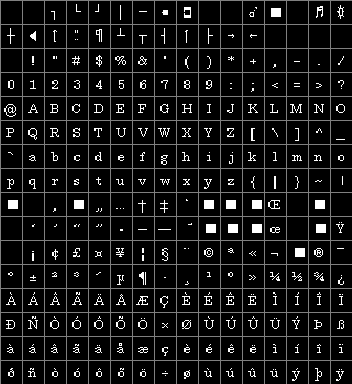 ┐ └ ┘ │ ─ • ◘ ♂ ■ ♬ ☼
┼ ◄ ↕ ‼ ¶ ┴ ┬ ┤ ↑ ├ → ←
! " # $ % & ' ( ) * + , - . /
0 1 2 3 4 5 6 7 8 9 : ; < = > ?
@ A B C D E F G H I J K L M N O
P Q R S T U V W X Y Z [ \ ] ^ _
` a b c d e f g h i j k l m n o
p q r s t u v w x y z { | } ~ !
■ ‚ ■ „ … † ‡ ˆ ■ ■ ■ Œ ■
‘ ’ “ ” • – — ˜ ■ ■ ■ œ ■ Ÿ
¡ ¢ £ ¤ ¥ ¦ § ¨ © ª « ¬ ■ ® ¯
° ± ² ³ ´ µ ¶ · ¸ ¹ º » ¼ ½ ¾ ¿
À Á Â Ã Ä Å Æ Ç È É Ê Ë Ì Í Î Ï
Ð Ñ Ò Ó Ô Õ Ö × Ø Ù Ú Û Ü Ý Þ ß
à á â ã ä å æ ç è é ê ë ì í î ï
ð ñ ò ó ô õ ö ÷ ø ù ú û ü ý þ ÿ